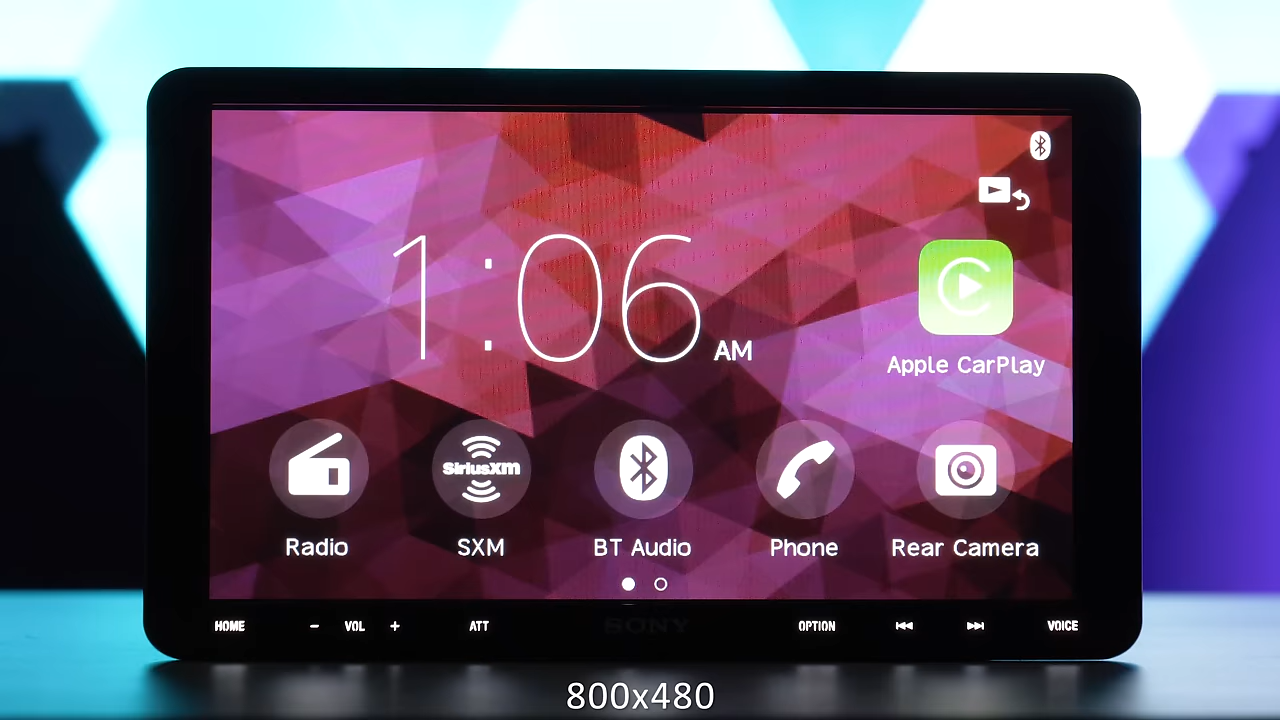 1:06 AM
Apple CarPlay
SiriusXM
Radio
SXM
BT Audio
Phone
Rear Camera
HOME
−
VOL
+
ATT
SONY
OPTION
VOICE
800x480